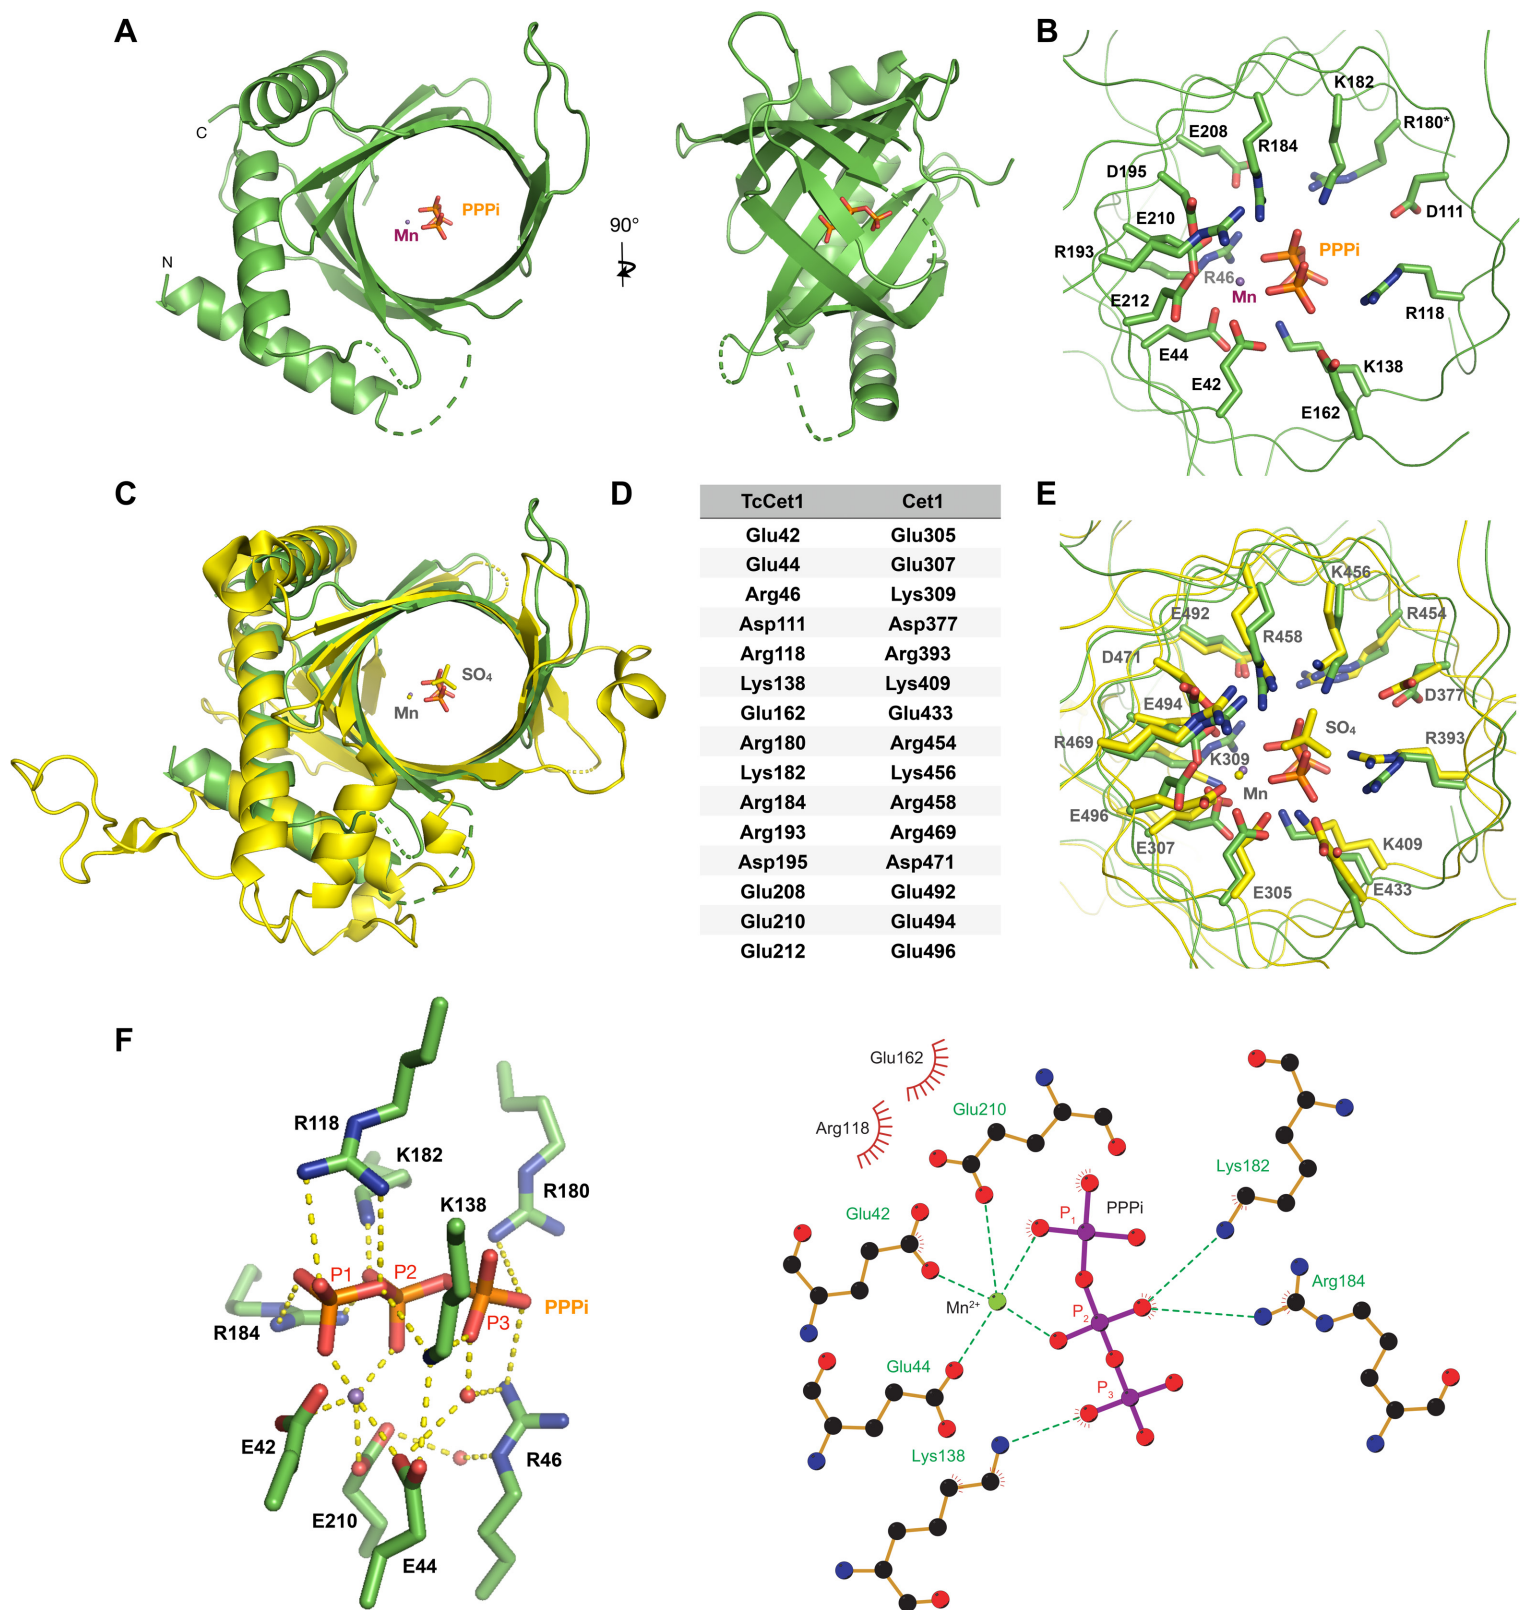 A
C
N
Mn
PPPi
90°
B
K182
R180*
E208
R184
D195
D111
E210
R193
R46
PPPi
Mn
E212
R118
E44
K138
E42
E162
C
SO₄
Mn
D
TcCet1 Cet1
Glu42 Glu305
Glu44 Glu307
Arg46 Lys309
Asp111 Asp377
Arg118 Arg393
Lys138 Lys409
Glu162 Glu433
Arg180 Arg454
Lys182 Lys456
Arg184 Arg458
Arg193 Arg469
Asp195 Asp471
Glu208 Glu492
Glu210 Glu494
Glu212 Glu496
E
K456
E492
R454
R458
D471
D377
E494
SO₄
R469
R393
K309
Mn
E496
E307
K409
E305
E433
F
R118
K182
R180
K138
P1
P2
PPPi
P3
R184
E42
R46
E210
E44
Glu162
Arg118
Glu210
Lys182
Glu42
P₁
PPPi
Arg184
Mn²⁺
P₂
Glu44
P₃
Lys138